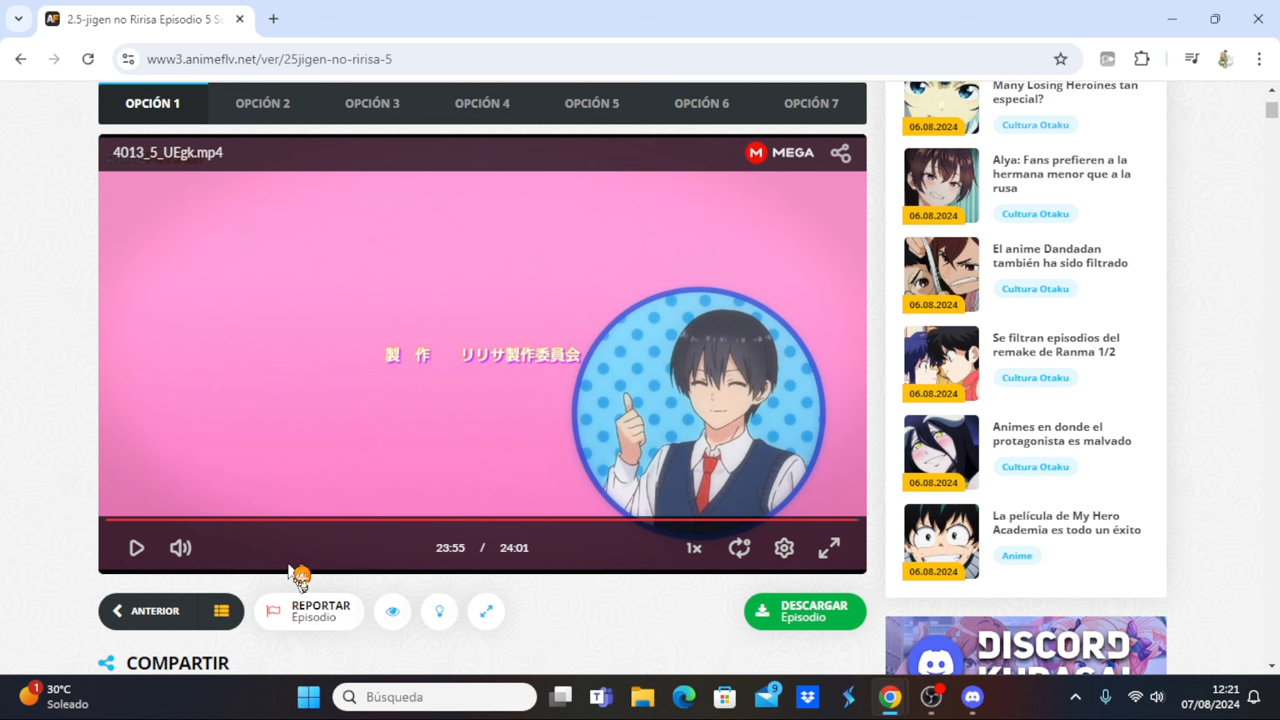 2.5-jigen no Ririsa Episodio 5 Su
www3.animeflv.net/ver/25jigen-no-ririsa-5
OPCIÓN 1
OPCIÓN 2
OPCIÓN 3
OPCIÓN 4
OPCIÓN 5
OPCIÓN 6
OPCIÓN 7
4013_5_UEgk.mp4
M MEGA
製 作 リリサ製作委員会
23:55 / 24:01
1x
ANTERIOR
REPORTAR
Episodio
DESCARGAR
Episodio
COMPARTIR
Many Losing Heroines tan
especial?
Cultura Otaku
06.08.2024
Alya: Fans prefieren a la
hermana menor que a la
rusa
Cultura Otaku
06.08.2024
El anime Dandadan
también ha sido filtrado
Cultura Otaku
06.08.2024
Se filtran episodios del
remake de Ranma 1/2
Cultura Otaku
06.08.2024
Animes en donde el
protagonista es malvado
Cultura Otaku
06.08.2024
La película de My Hero
Academia es todo un éxito
Anime
06.08.2024
DISCORD
1
30°C
Soleado
Búsqueda
9
12:21
07/08/2024